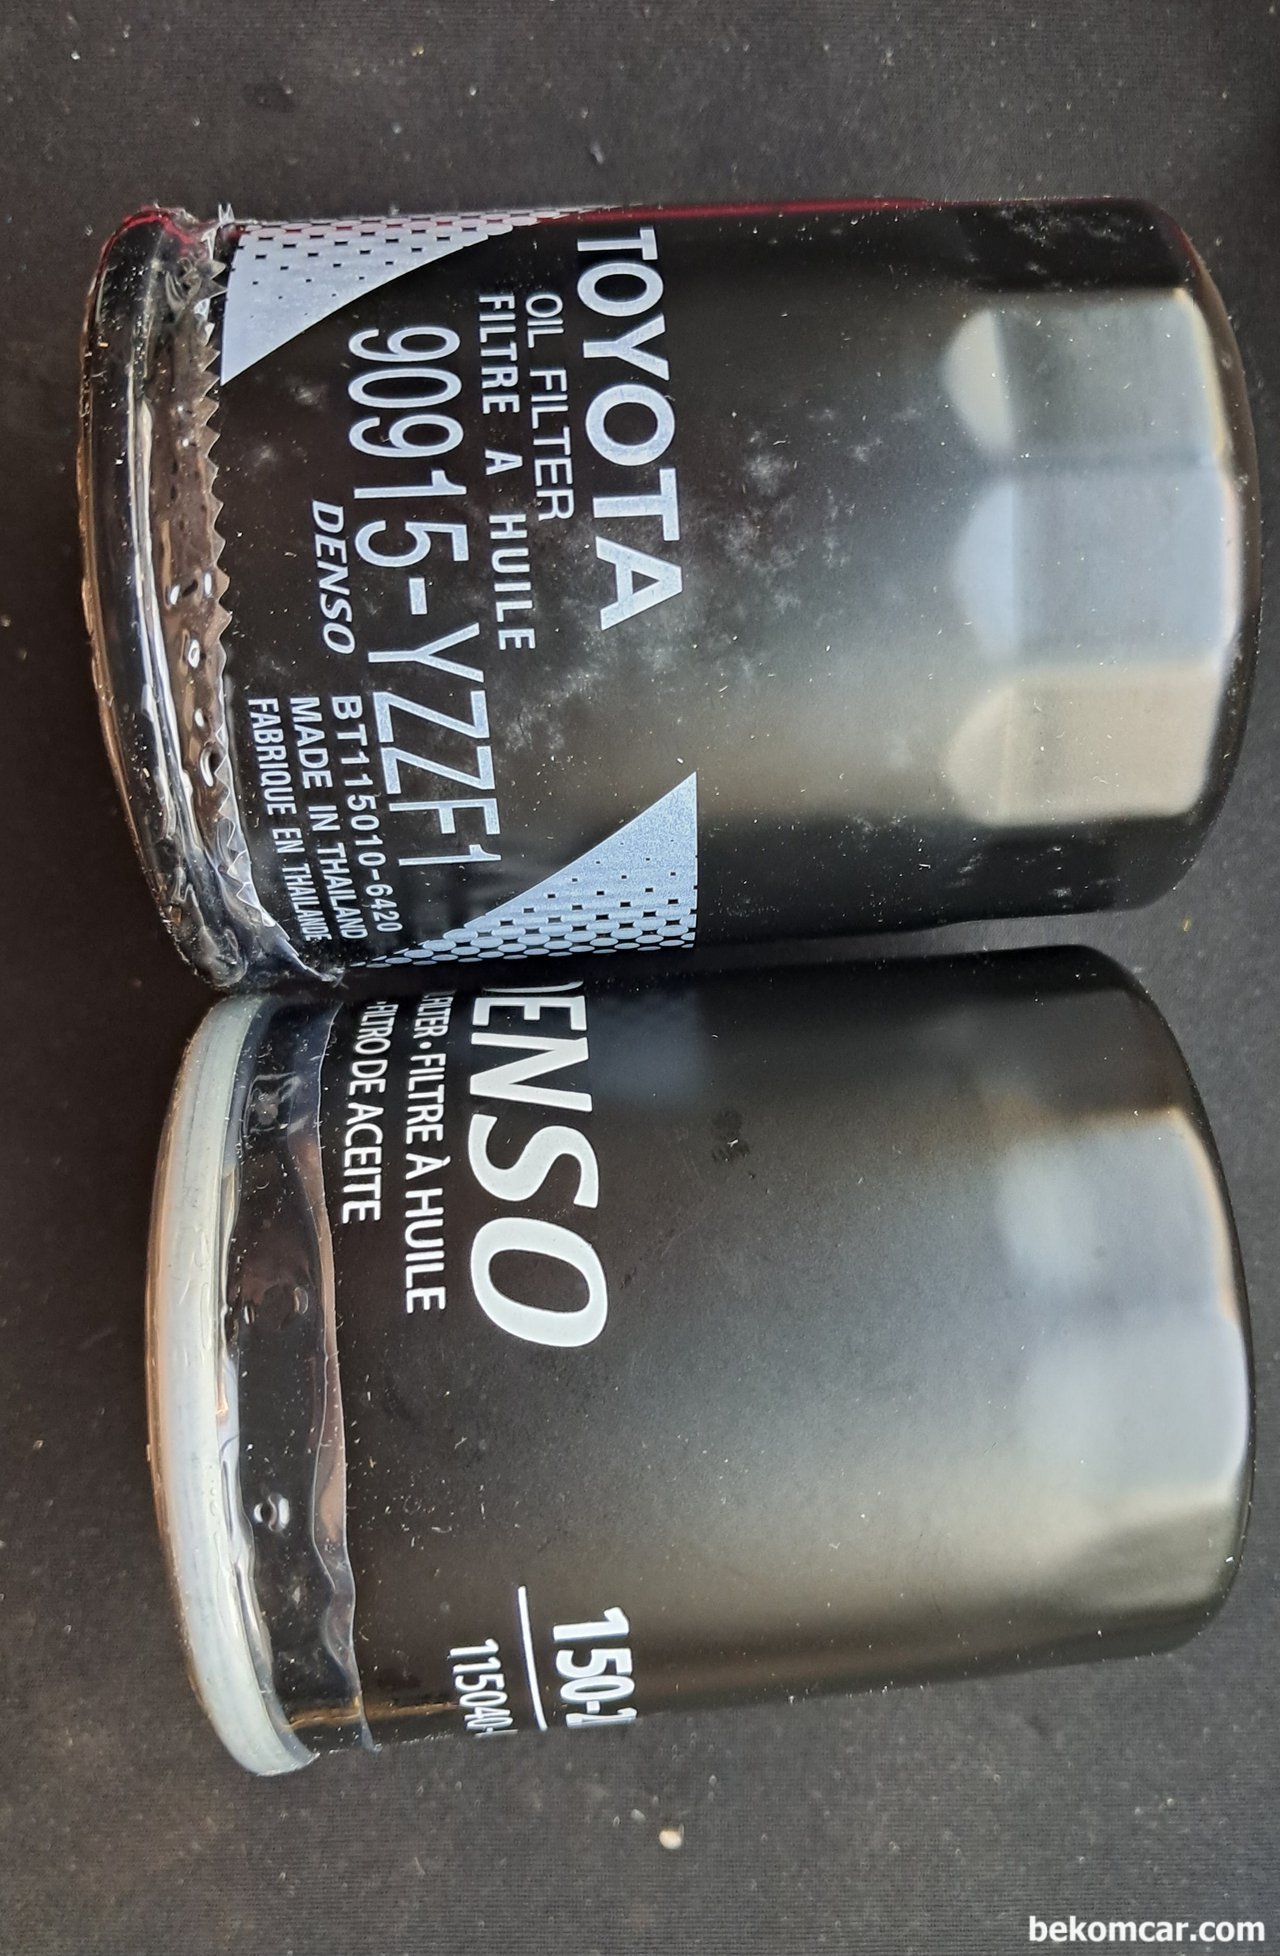 TOYOTA
OIL FILTER
FILTRE A HUILE
90915-YZZF1
DENSO
BT115010-6420
MADE IN THAILAND
FABRIQUE EN THAILANDE
DENSO
FILTRE À HUILE
DE ACEITE
bekomcar.com